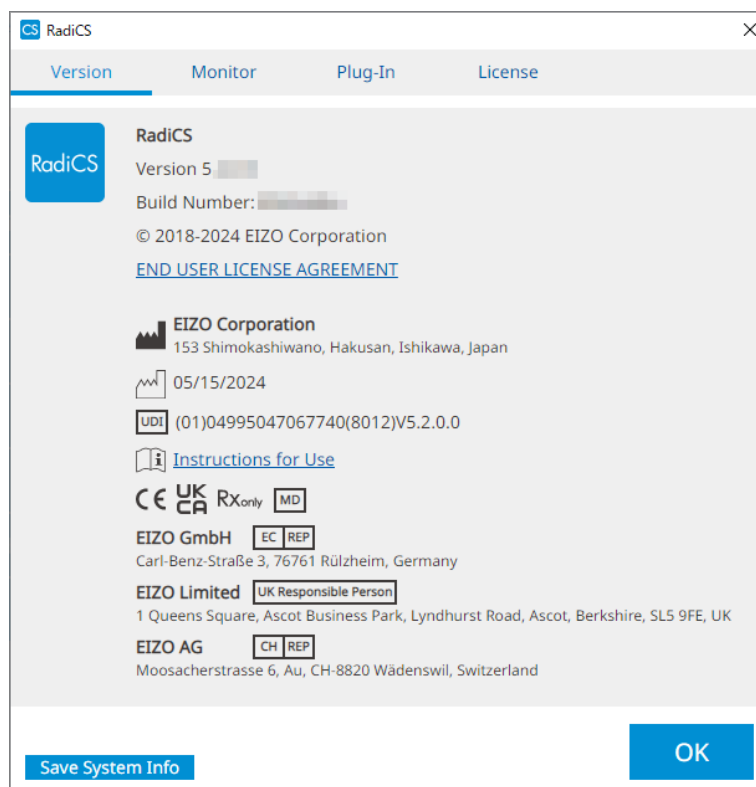 CS RadiCS
Version Monitor Plug-In License
RadiCS
RadiCS
Version 5
Build Number:
© 2018-2024 EIZO Corporation
END USER LICENSE AGREEMENT
EIZO Corporation
153 Shimokashiwano, Hakusan, Ishikawa, Japan
05/15/2024
UDI (01)04995047067740(8012)V5.2.0.0
Instructions for Use
CE UK CA Rx only MD
EIZO GmbH EC REP
Carl-Benz-Straße 3, 76761 Rülzheim, Germany
EIZO Limited UK Responsible Person
1 Queens Square, Ascot Business Park, Lyndhurst Road, Ascot, Berkshire, SL5 9FE, UK
EIZO AG CH REP
Moosacherstrasse 6, Au, CH-8820 Wädenswil, Switzerland
Save System Info
OK